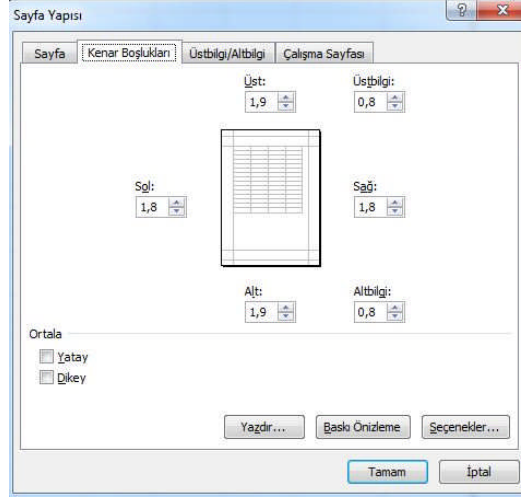 Sayfa Yapısı
Sayfa Kenar Boşlukları Üstbilgi/Altbilgi Çalışma Sayfası
Üst: Üstbilgi:
1,9 0,8
Sol: Sağ:
1,8 1,8
Alt: Altbilgi:
1,9 0,8
Ortala
Yatay
Dikey
Yazdır... Baskı Önizleme Seçenekler...
Tamam İptal